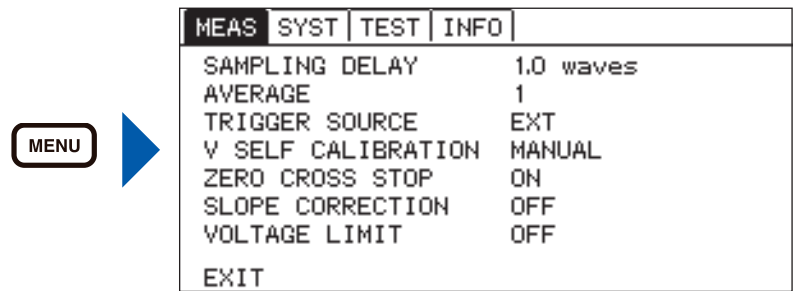 MEAS SYST TEST INFO
SAMPLING DELAY 1.0 waves
AVERAGE 1
TRIGGER SOURCE EXT
MENU
V SELF CALIBRATION MANUAL
ZERO CROSS STOP ON
SLOPE CORRECTION OFF
VOLTAGE LIMIT OFF
EXIT